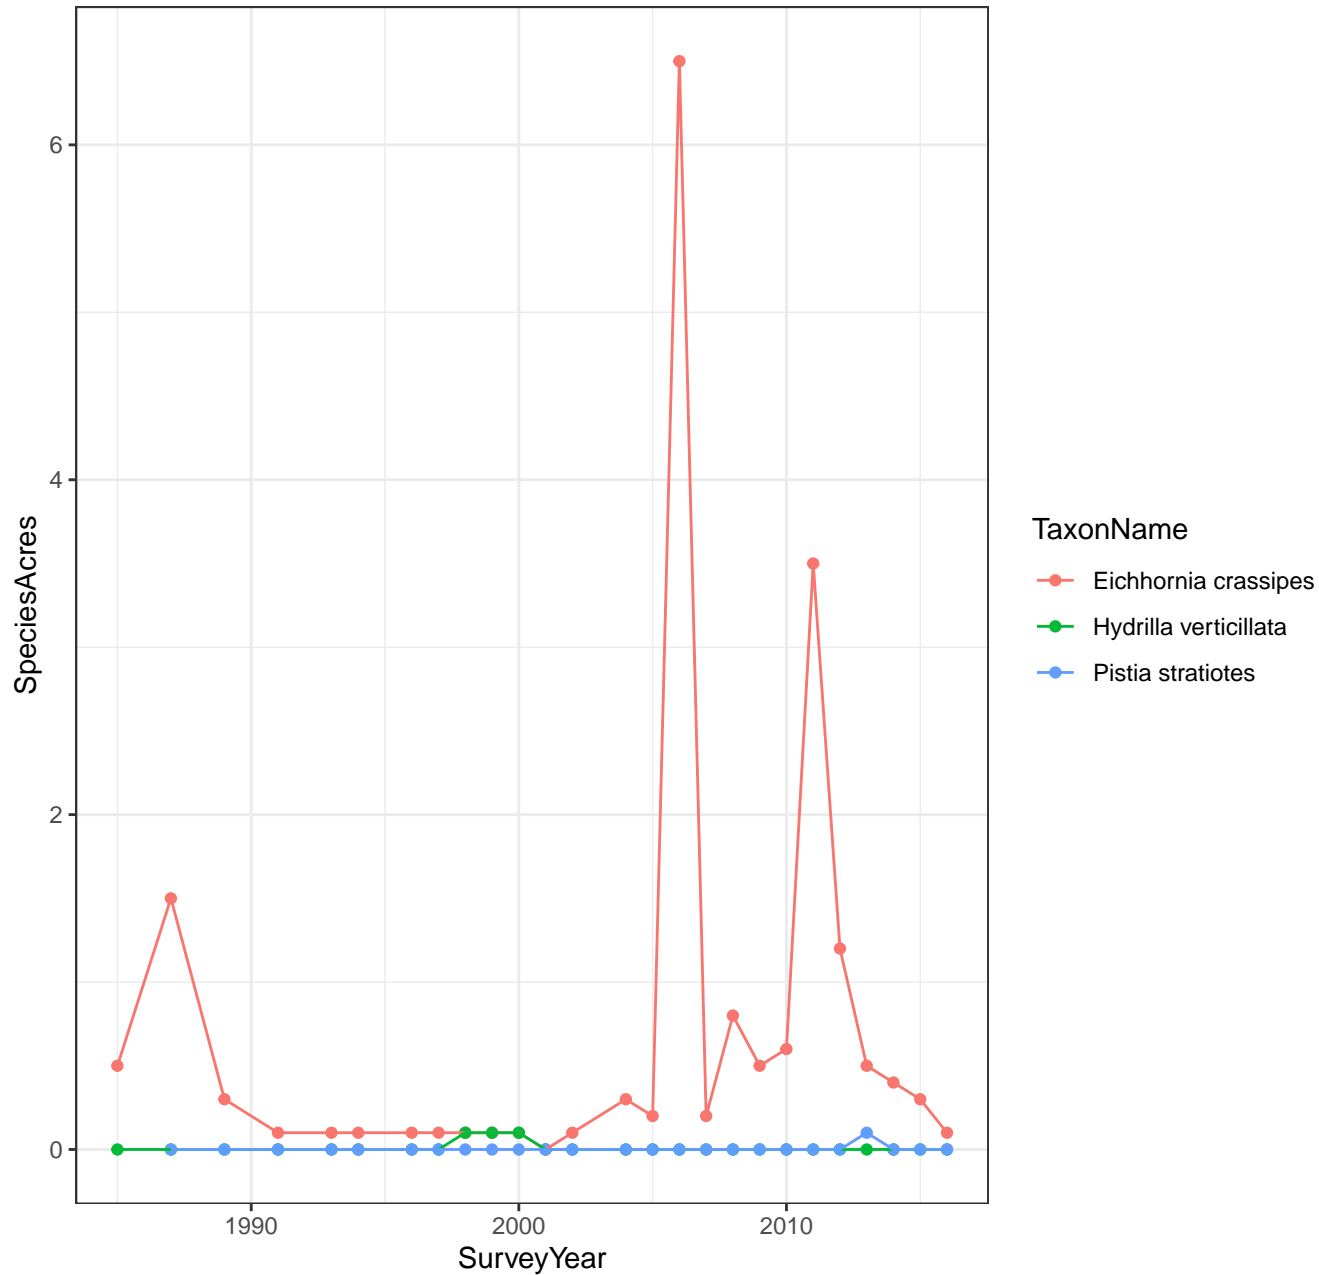 6
4
2
0
SpeciesAcres
1990
2000
2010
SurveyYear
TaxonName
Eichhornia crassipes
Hydrilla verticillata
Pistia stratiotes